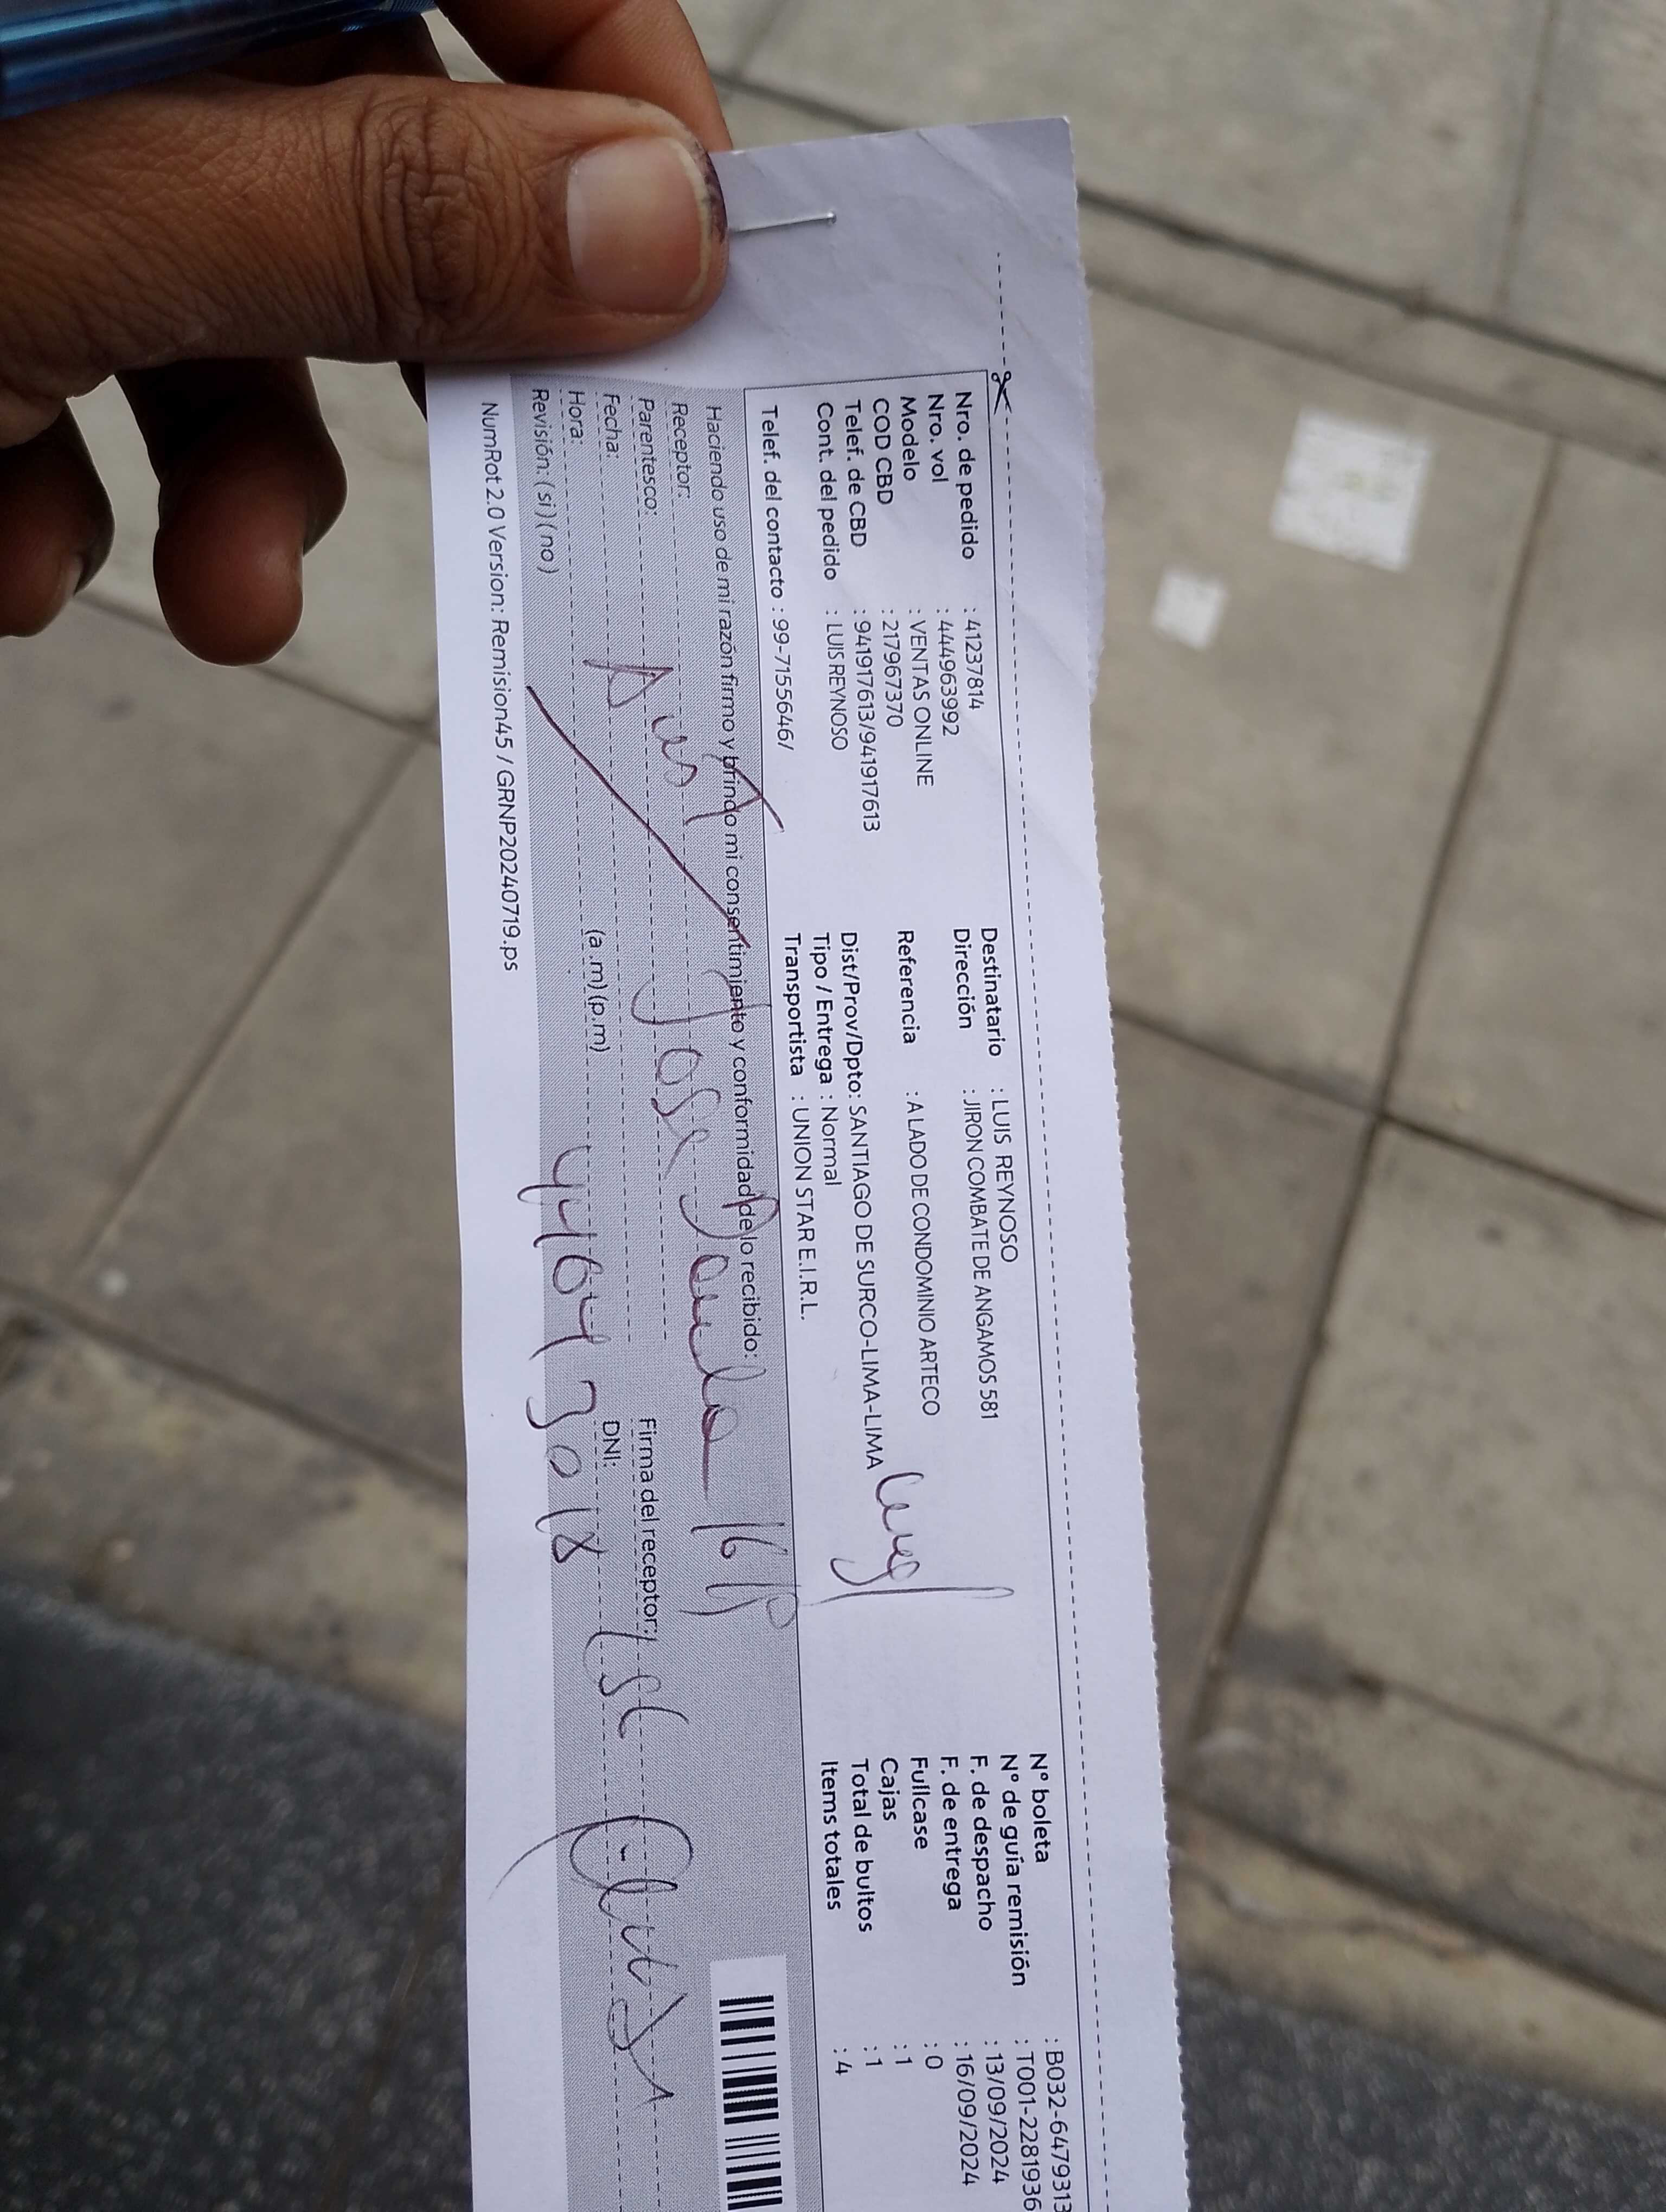 Nro. de pedido : 41237814
Nro. vol : 444963992
Modelo : VENTAS ONLINE
COD CBD : 217967370
Telef. de CBD : 941917613/941917613
Cont. del pedido : LUIS REYNOSO
Telef. del contacto : 99-7155646/
Destinatario : LUIS REYNOSO
Dirección : JIRON COMBATE DE ANGAMOS 581
Referencia : A LADO DE CONDOMINIO ARTECO
Dist/Prov/Dpto: SANTIAGO DE SURCO-LIMA-LIMA
Tipo / Entrega : Normal
Transportista : UNION STAR E.I.R.L.
N° boleta : B032-6479313
N° de guía remisión : T001-2281936
F. de despacho : 13/09/2024
F. de entrega : 16/09/2024
Fullcase : 0
Cajas : 1
Total de bultos : 1
Items totales : 4
Haciendo uso de mi razón firmo y brindo mi consentimiento y conformidad de lo recibido:
Receptor:
Parentesco:
Fecha:
Hora: (a.m)(p.m)
Revisión: (si)(no)
Jose
Firma del receptor:
DNI:
NumRot 2.0 Version: Remision45 / GRNP20240719.ps